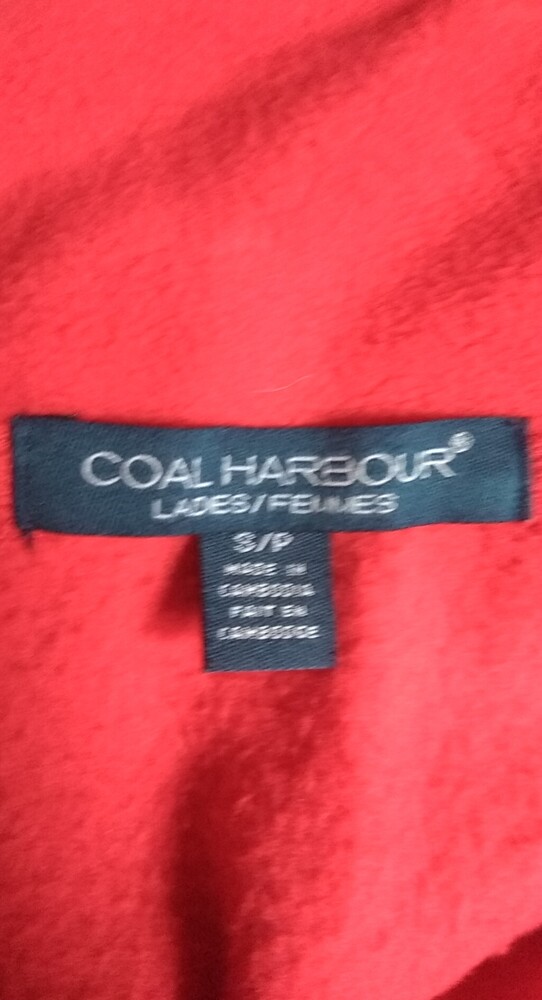 COAL HARBOUR®
LADIES/FEMMES
S/P
MADE IN
CAMBODIA
FAIT EN
CAMBODGE